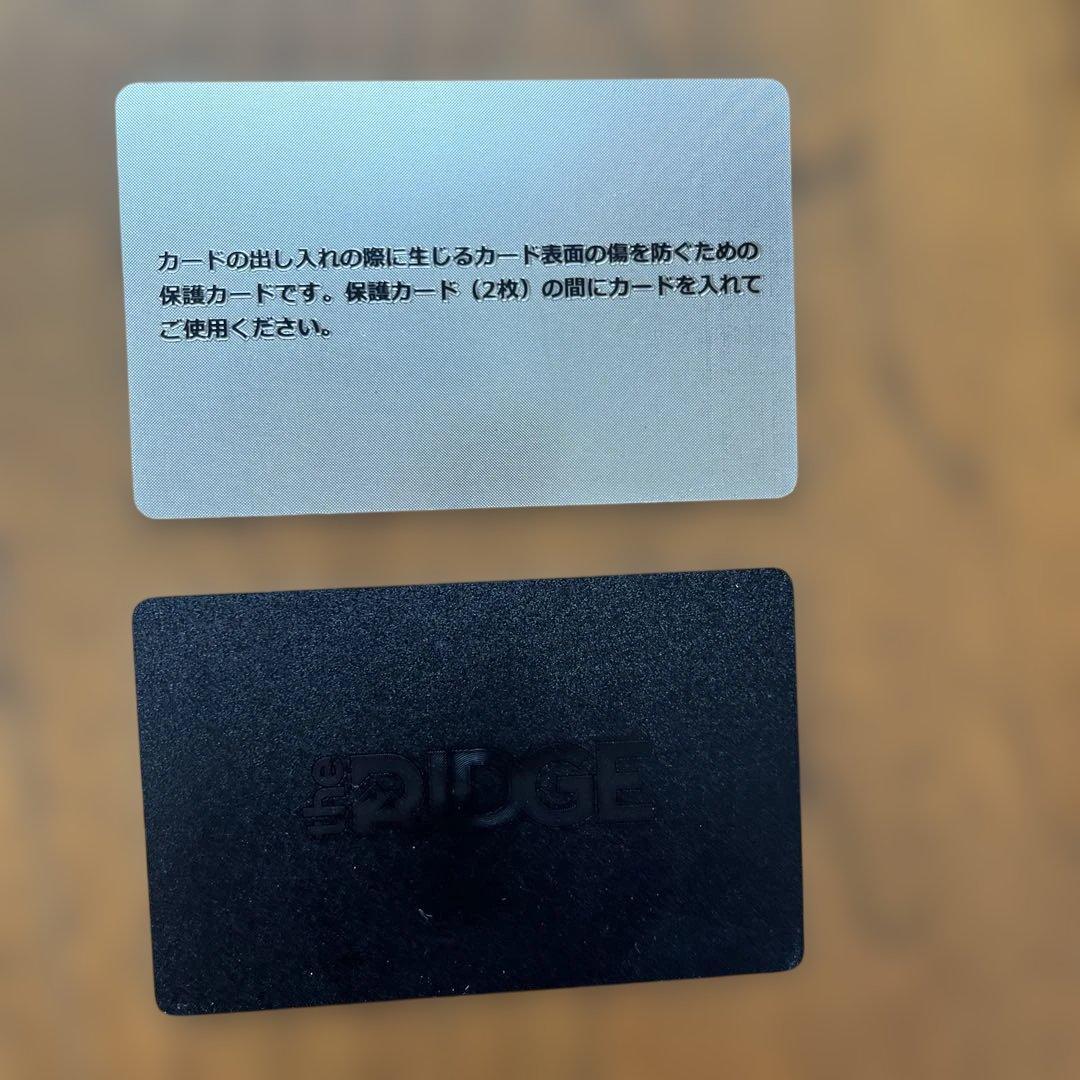 カードの出し入れの際に生じるカード表面の傷を防ぐための
保護カードです。保護カード（2枚）の間にカードを入れて
ご使用ください。
the RIDGE